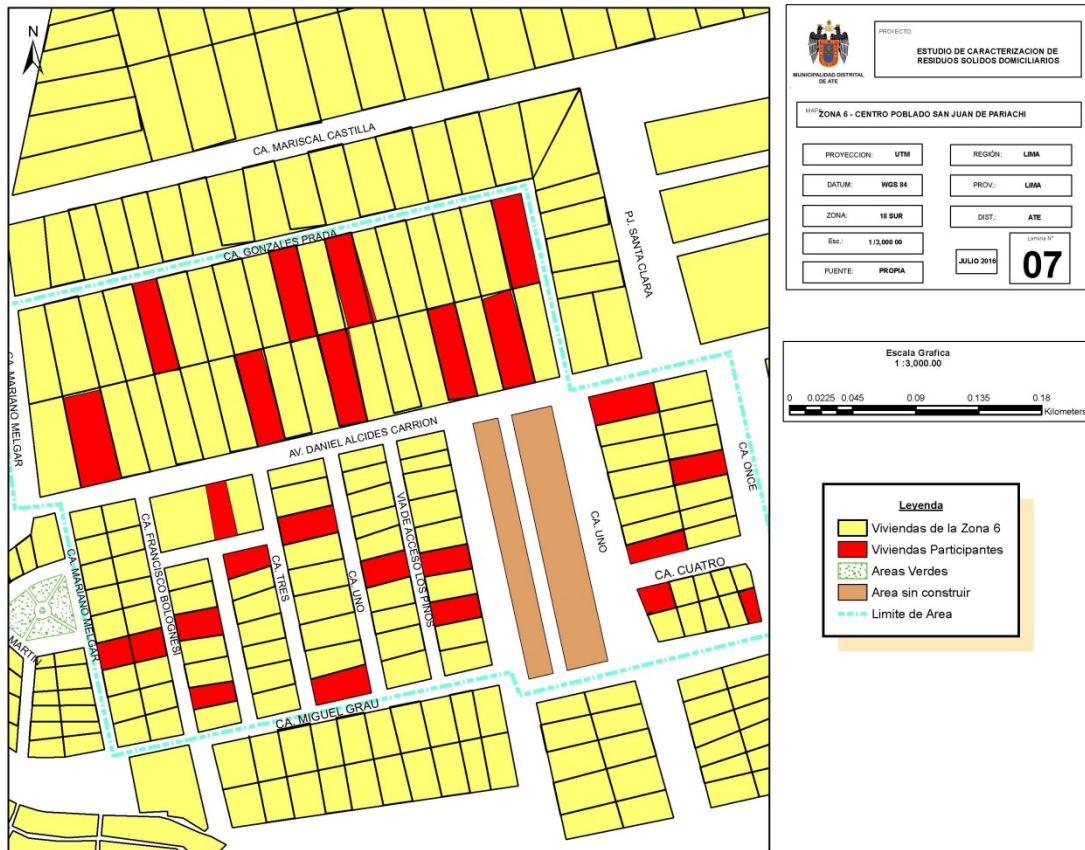 N
CA. MARISCAL CASTILLA
CA. GONZALES PRADA
PJ. SANTA CLARA
CA. MARIANO MELGAR
AV. DANIEL ALCIDES CARRION
CA. ONCE
CA. UNO
CA. CUATRO
VIA DE ACCESO LOS PINOS
CA. UNO
CA. TRES
CA. FRANCISCO BOLOGNESI
CA. MARIANO MELGAR
MARTIN
CA. MIGUEL GRAU
MUNICIPALIDAD DISTRITAL
DE ATE
PROYECTO:
ESTUDIO DE CARACTERIZACION DE
RESIDUOS SOLIDOS DOMICILIARIOS
MAPA: ZONA 6 - CENTRO POBLADO SAN JUAN DE PARIACHI
PROYECCION: UTM
REGIÓN: LIMA
DATUM: WGS 84
PROV.: LIMA
ZONA: 18 SUR
DIST.: ATE
Esc.: 1/3,000 00
FUENTE: PROPIA
JULIO 2016
Lamina N°
07
Escala Grafica
1 :3,000.00
0 0.0225 0.045 0.09 0.135 0.18
Kilometers
Leyenda
Viviendas de la Zona 6
Viviendas Participantes
Areas Verdes
Area sin construir
Limite de Area